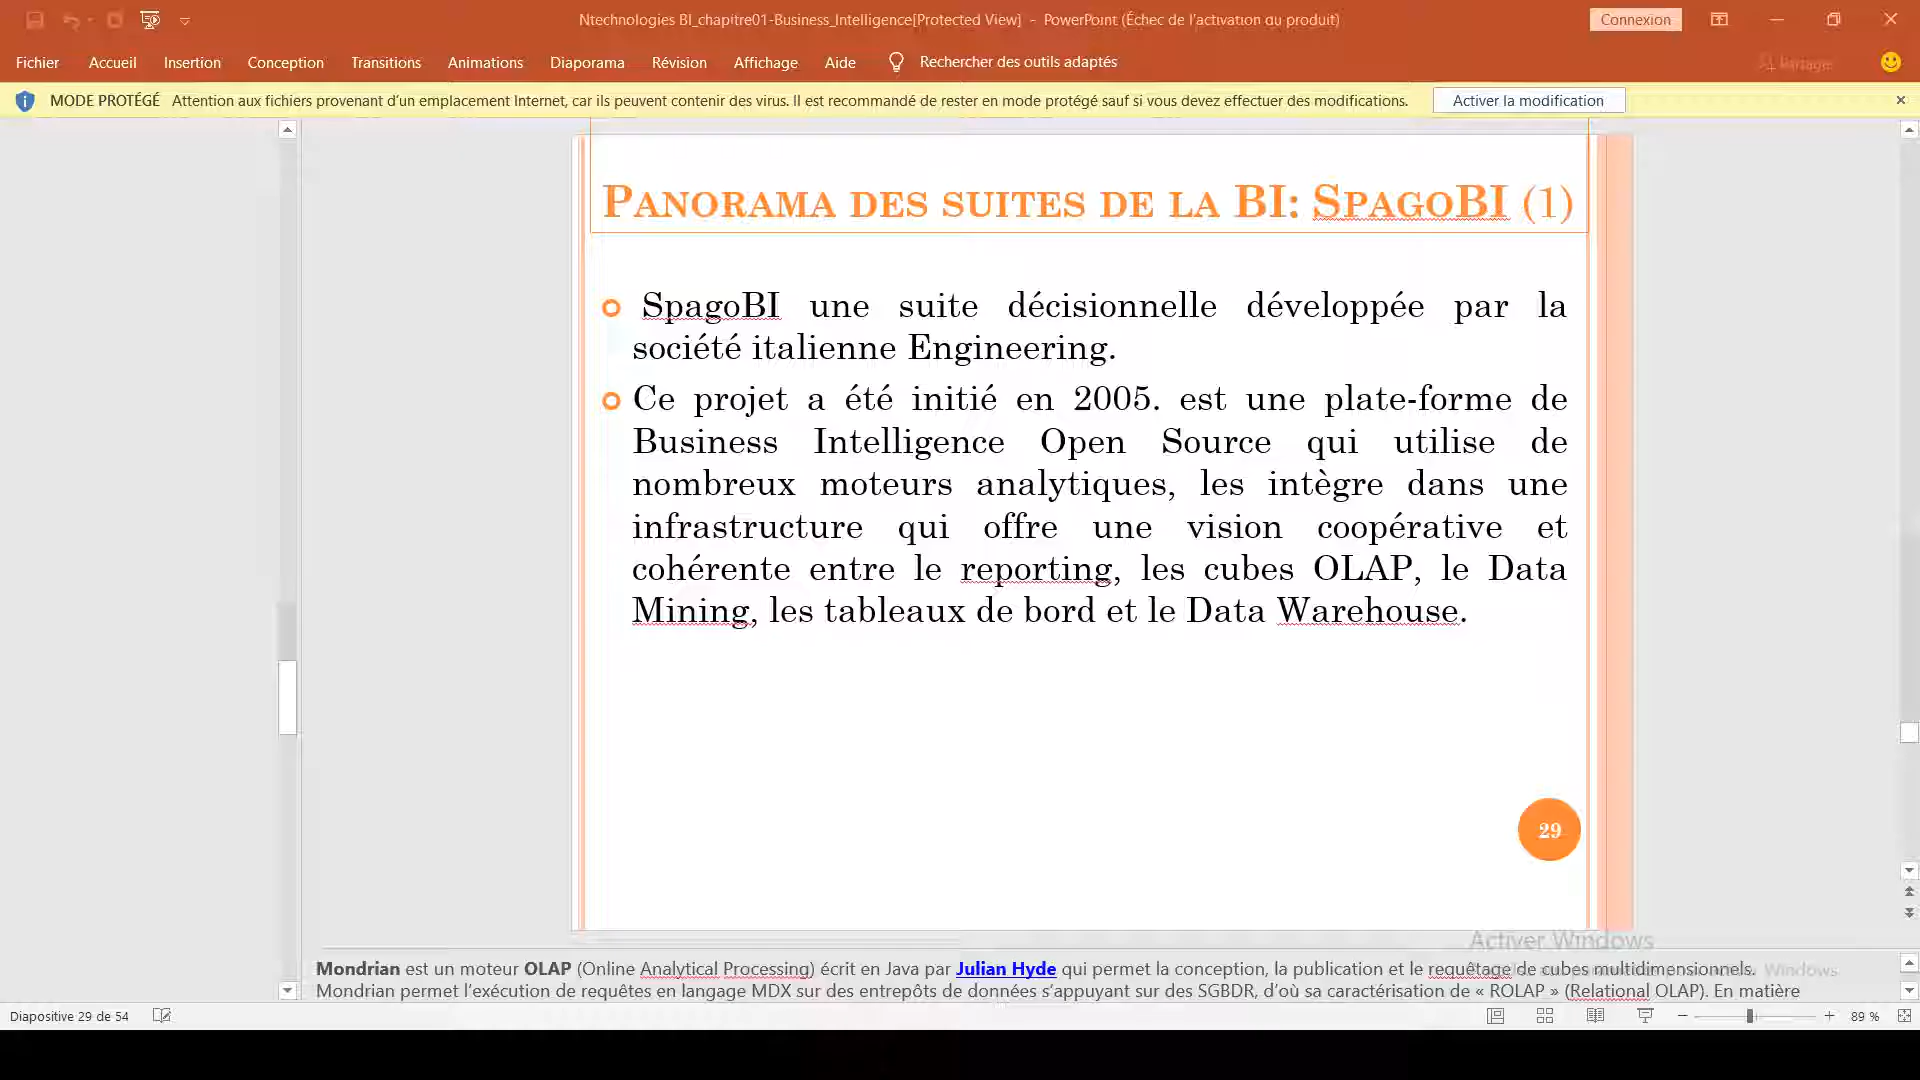 Ntechnologies BI_chapitre01-Business_Intelligence[Protected View] - PowerPoint (Échec de l'activation du produit)
Connexion
Fichier Accueil Insertion Conception Transitions Animations Diaporama Révision Affichage Aide Rechercher des outils adaptés Partager
MODE PROTÉGÉ Attention aux fichiers provenant d'un emplacement Internet, car ils peuvent contenir des virus. Il est recommandé de rester en mode protégé sauf si vous devez effectuer des modifications. Activer la modification
PANORAMA DES SUITES DE LA BI: SPAGOBI (1)
SpagoBI une suite décisionnelle développée par la
société italienne Engineering.
Ce projet a été initié en 2005. est une plate-forme de
Business Intelligence Open Source qui utilise de
nombreux moteurs analytiques, les intègre dans une
infrastructure qui offre une vision coopérative et
cohérente entre le reporting, les cubes OLAP, le Data
Mining, les tableaux de bord et le Data Warehouse.
29
Activer Windows
Mondrian est un moteur OLAP (Online Analytical Processing) écrit en Java par Julian Hyde qui permet la conception, la publication et le requêtage de cubes multidimensionnels.
Windows
Mondrian permet l'exécution de requêtes en langage MDX sur des entrepôts de données s'appuyant sur des SGBDR, d'où sa caractérisation de « ROLAP » (Relational OLAP). En matière
Diapositive 29 de 54
89 %